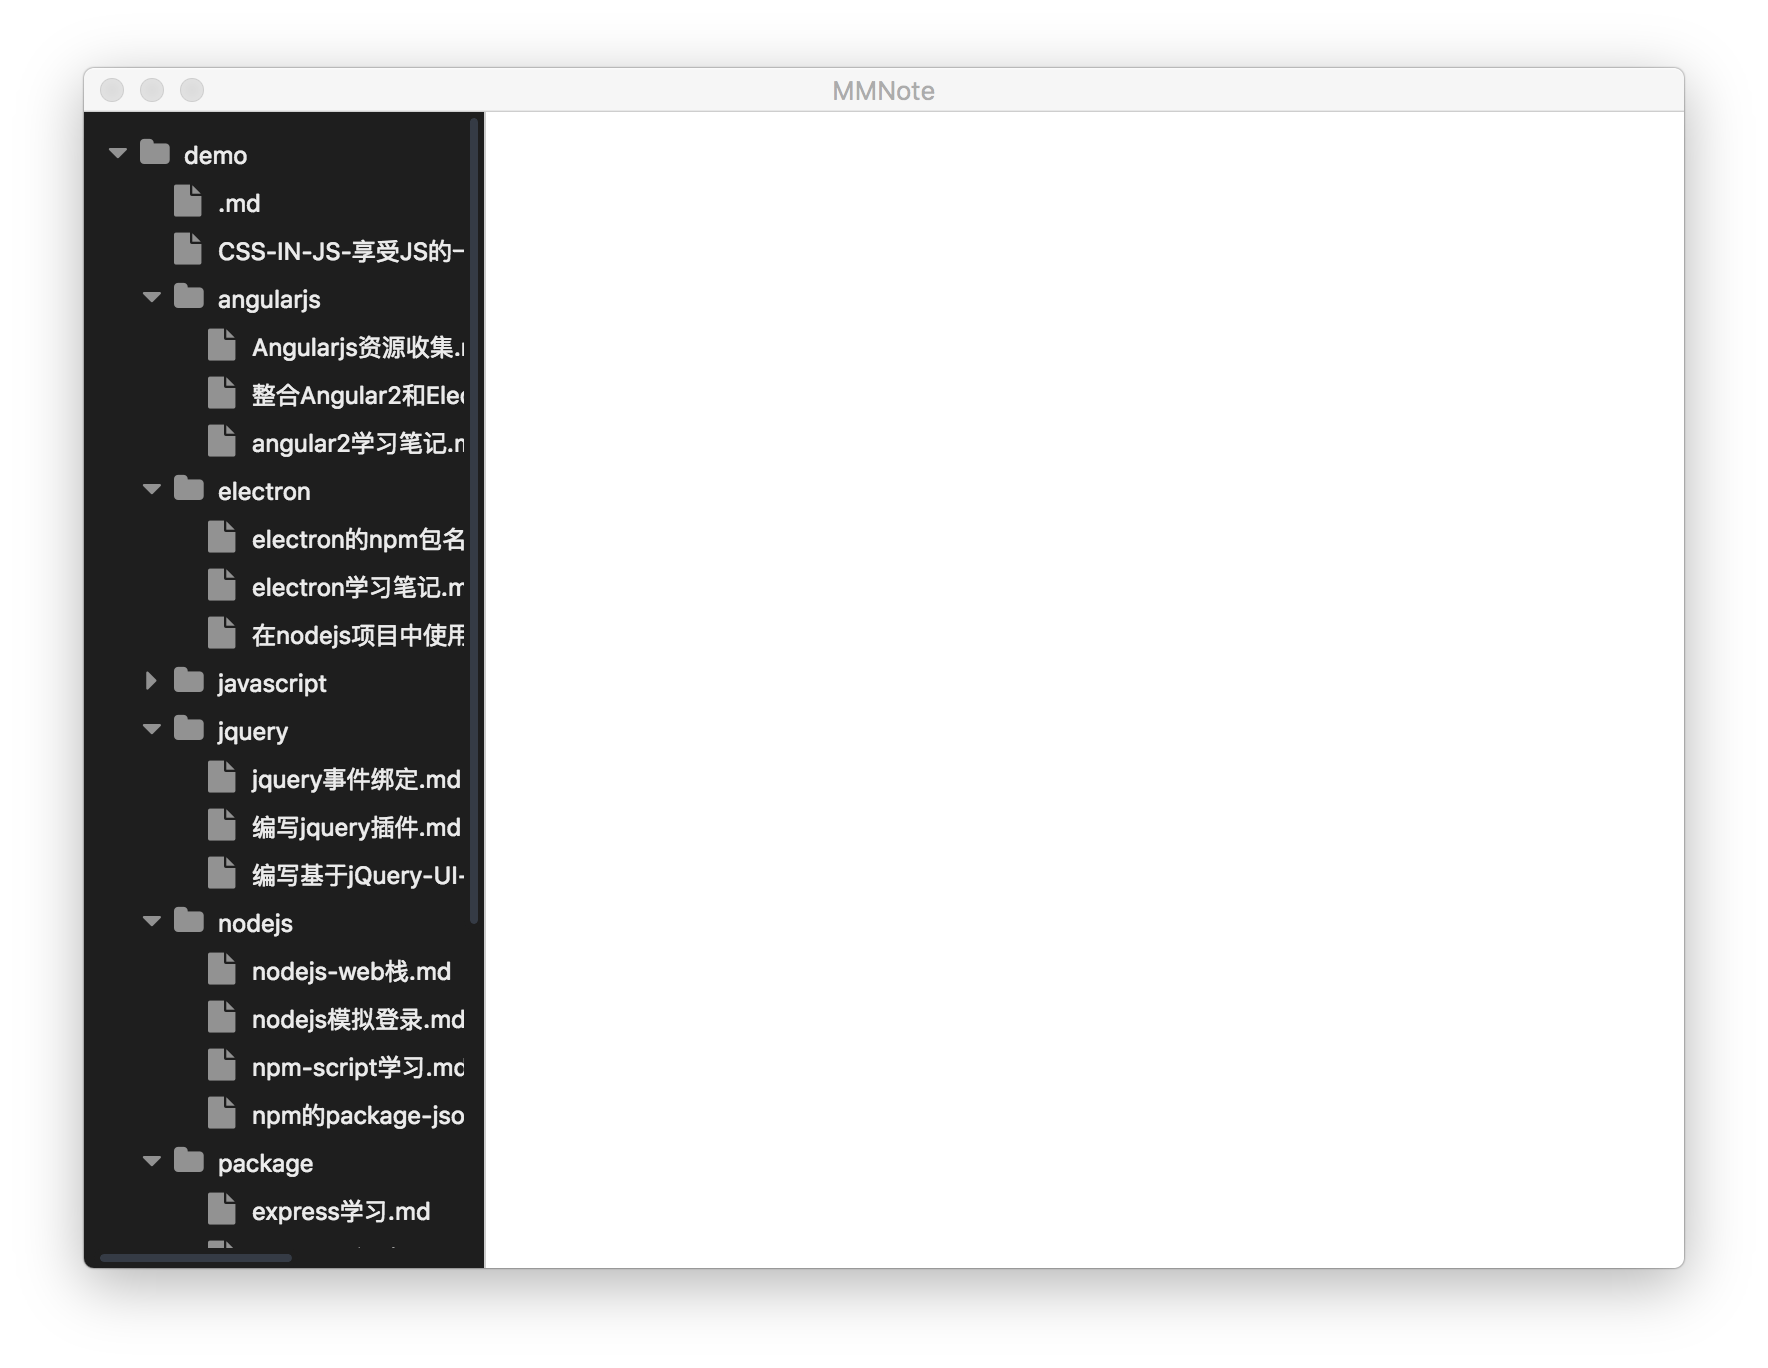 MMNote
demo
.md
CSS-IN-JS-享受JS的一
angularjs
Angularjs资源收集.
整合Angular2和Elec
angular2学习笔记.m
electron
electron的npm包名
electron学习笔记.m
在nodejs项目中使用
javascript
jquery
jquery事件绑定.md
编写jquery插件.md
编写基于jQuery-UI-
nodejs
nodejs-web栈.md
nodejs模拟登录.md
npm-script学习.md
npm的package-jso
package
express学习.md